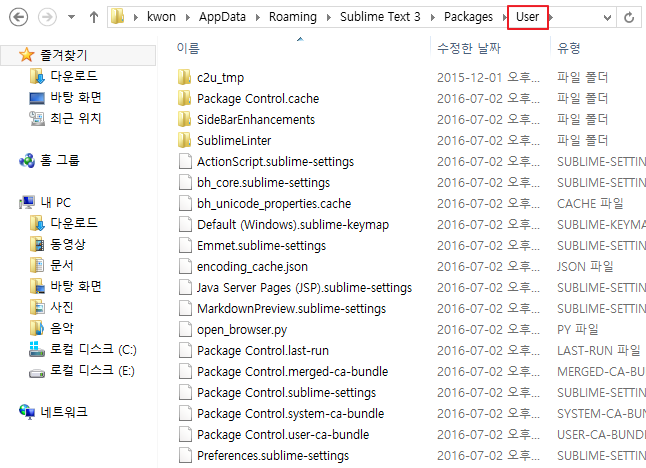 kwon AppData Roaming Sublime Text 3 Packages User
이름 수정한 날짜 유형
즐겨찾기
다운로드
바탕 화면
최근 위치
홈 그룹
내 PC
다운로드
동영상
문서
바탕 화면
사진
음악
로컬 디스크 (C:)
로컬 디스크 (E:)
네트워크
c2u_tmp 2015-12-01 오후... 파일 폴더
Package Control.cache 2016-07-02 오후... 파일 폴더
SideBarEnhancements 2016-07-02 오후... 파일 폴더
SublimeLinter 2016-07-02 오후... 파일 폴더
ActionScript.sublime-settings 2016-07-02 오후... SUBLIME-SETTIN
bh_core.sublime-settings 2016-07-02 오후... SUBLIME-SETTIN
bh_unicode_properties.cache 2016-07-02 오후... CACHE 파일
Default (Windows).sublime-keymap 2016-07-02 오후... SUBLIME-KEYMA
Emmet.sublime-settings 2016-07-02 오후... SUBLIME-SETTIN
encoding_cache.json 2016-07-02 오후... JSON 파일
Java Server Pages (JSP).sublime-settings 2016-07-02 오후... SUBLIME-SETTIN
MarkdownPreview.sublime-settings 2016-07-02 오후... SUBLIME-SETTIN
open_browser.py 2016-07-02 오후... PY 파일
Package Control.last-run 2016-07-02 오후... LAST-RUN 파일
Package Control.merged-ca-bundle 2016-07-02 오후... MERGED-CA-BU
Package Control.sublime-settings 2016-07-02 오후... SUBLIME-SETTIN
Package Control.system-ca-bundle 2016-07-02 오후... SYSTEM-CA-BUN
Package Control.user-ca-bundle 2016-07-02 오후... USER-CA-BUNDL
Preferences.sublime-settings 2016-07-02 오후... SUBLIME-SETTIN